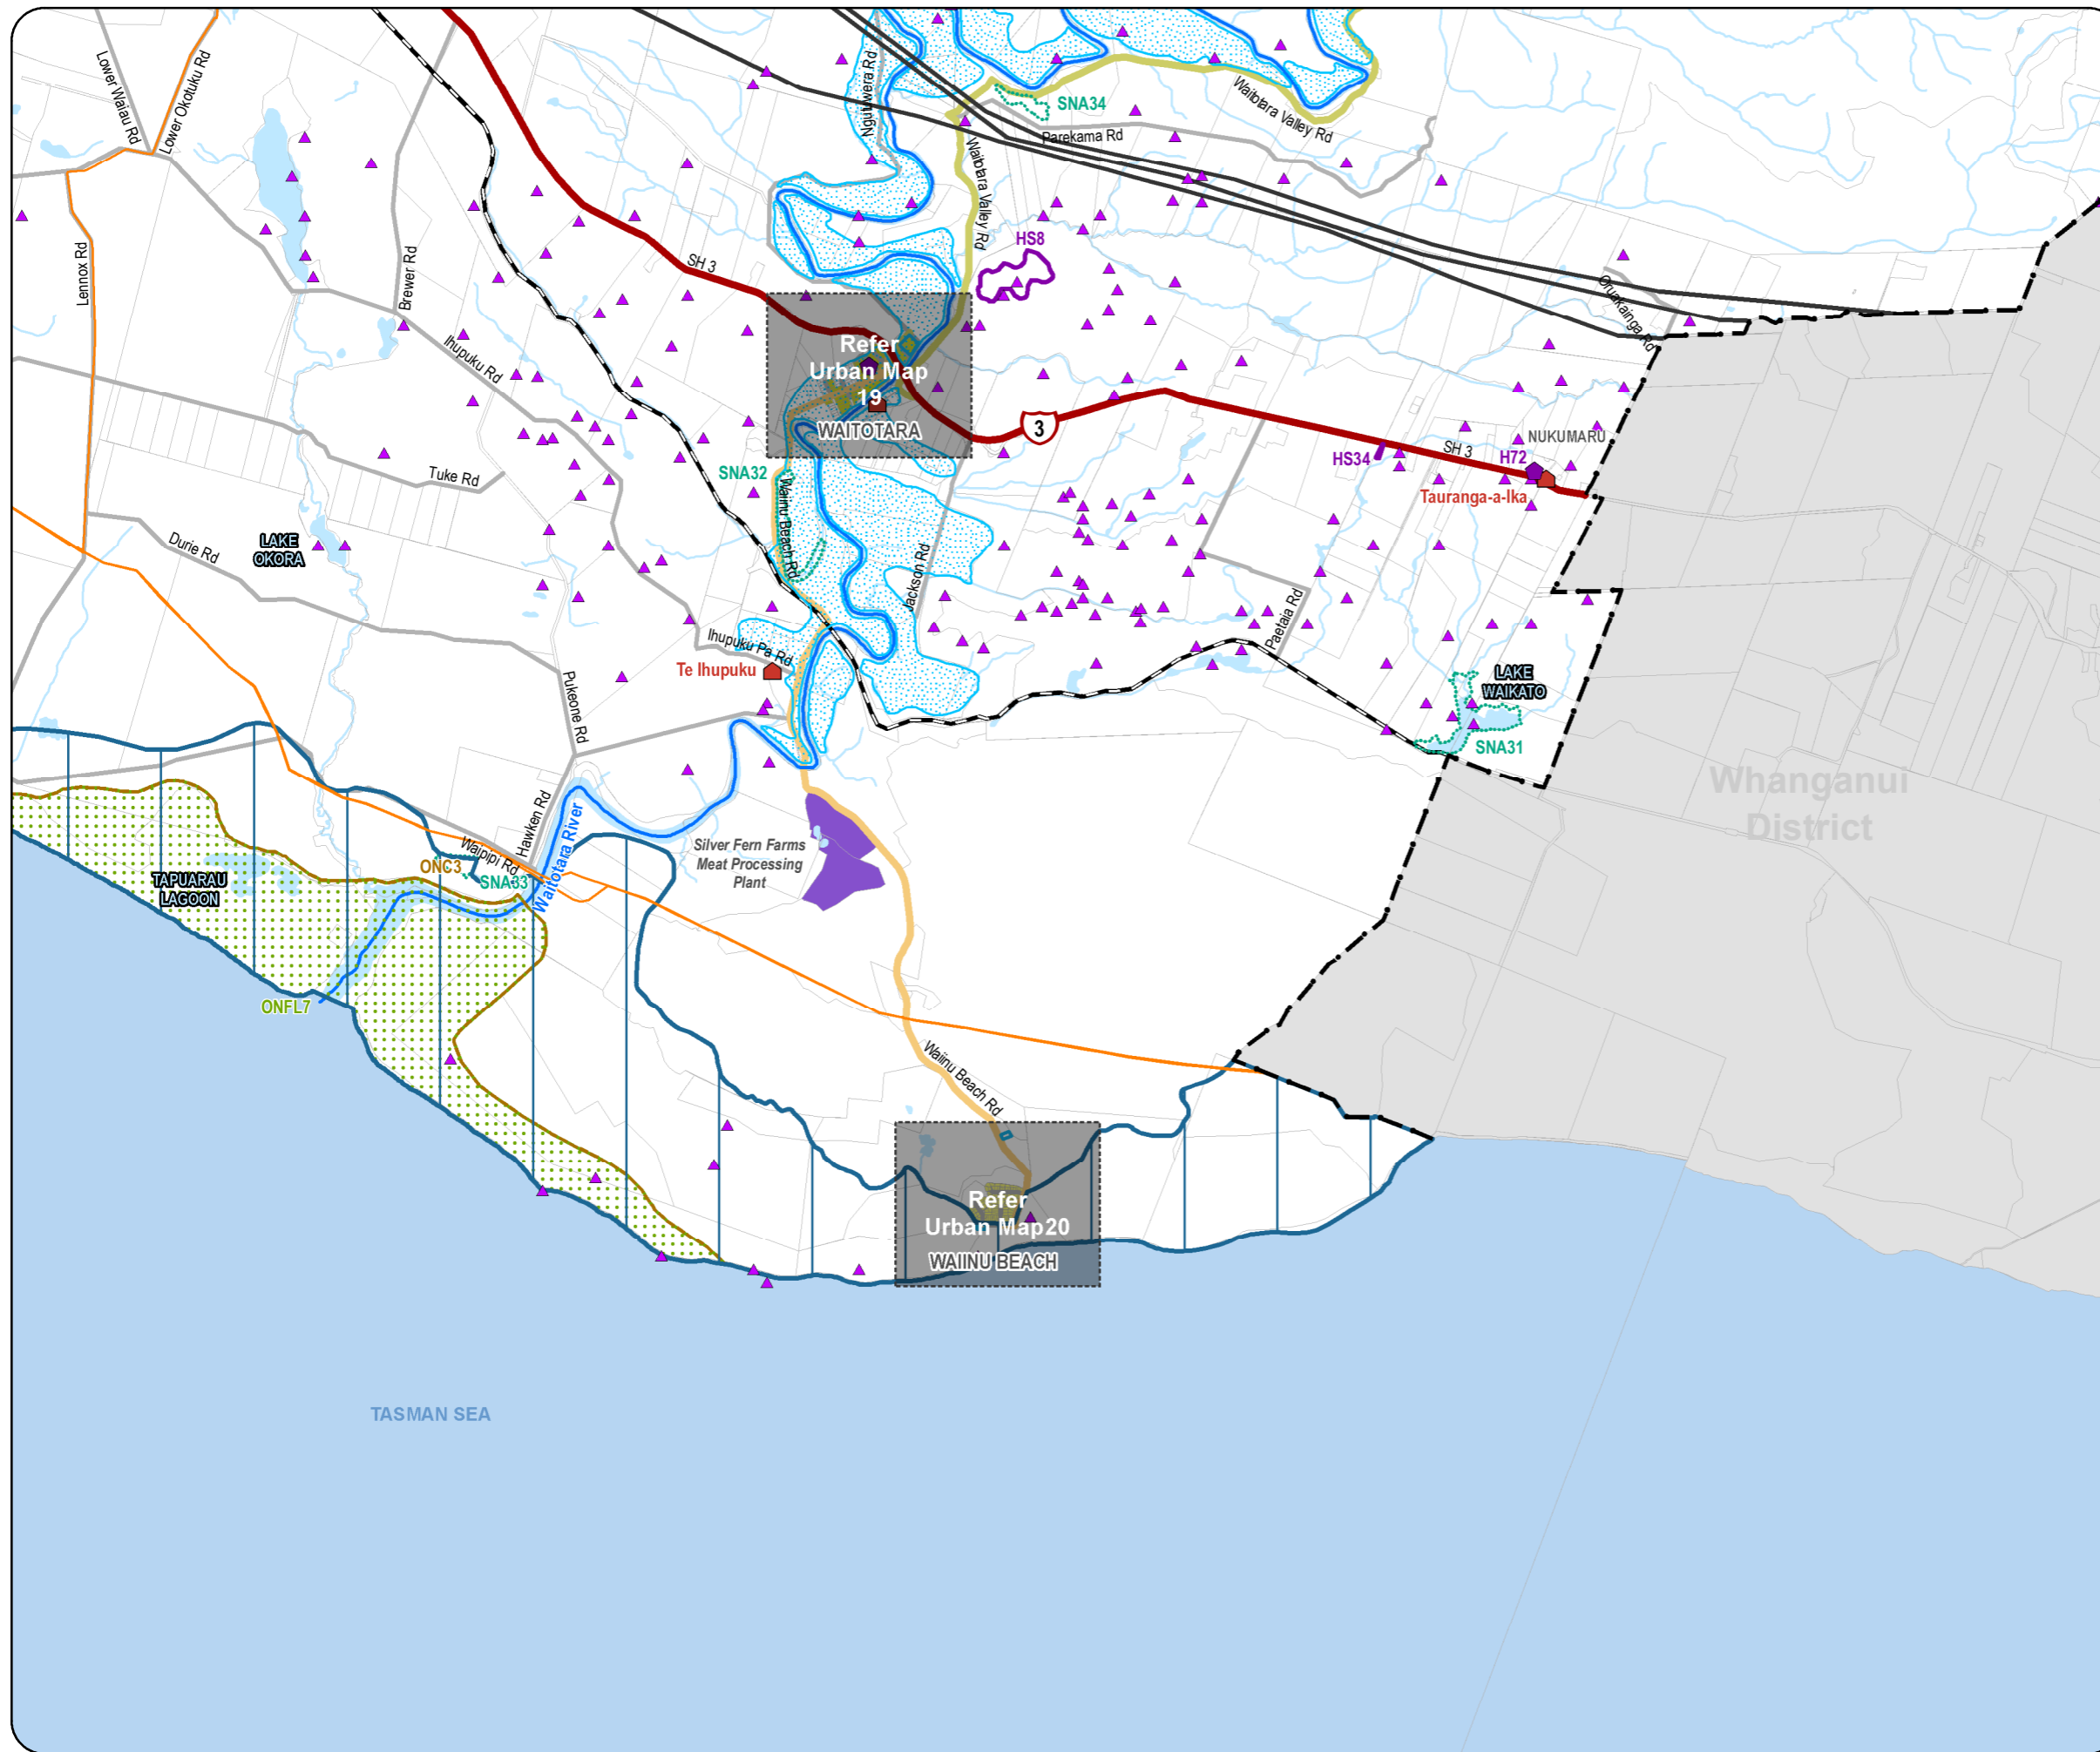 Lower Waiau Rd
Lower Okotuku Rd
Nguiwera Rd
SNA34
Waitotara Valley Rd
Parekama Rd
Waitotara Valley Rd
HS8
Lennox Rd
Brewer Rd
SH 3
Oruakainga Rd
Ihupuku Rd
Refer
Urban Map
19
WAITOTARA
3
NUKUMARU
HS34
SH 3
H72
Tauranga-a-Ika
Tuke Rd
SNA32
Waiinu Beach Rd
LAKE
OKORA
Durie Rd
Jackson Rd
Paetaia Rd
Ihupuku Pa Rd
Te Ihupuku
LAKE
WAIKATO
SNA31
Pukeone Rd
Whanganui
District
Hawken Rd
Waitotara River
Silver Fern Farms
Meat Processing
Plant
Waipipi Rd
ONC3
SNA33
TAPUARAU
LAGOON
ONFL7
Waiinu Beach Rd
Refer
Urban Map20
WAIINU BEACH
TASMAN SEA